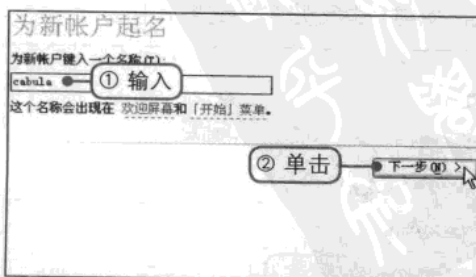 为新帐户起名
为新帐户键入一个名称(T):
cabula
① 输入
这个名称会出现在 欢迎屏幕和「开始」菜单。
② 单击
下一步(N) >